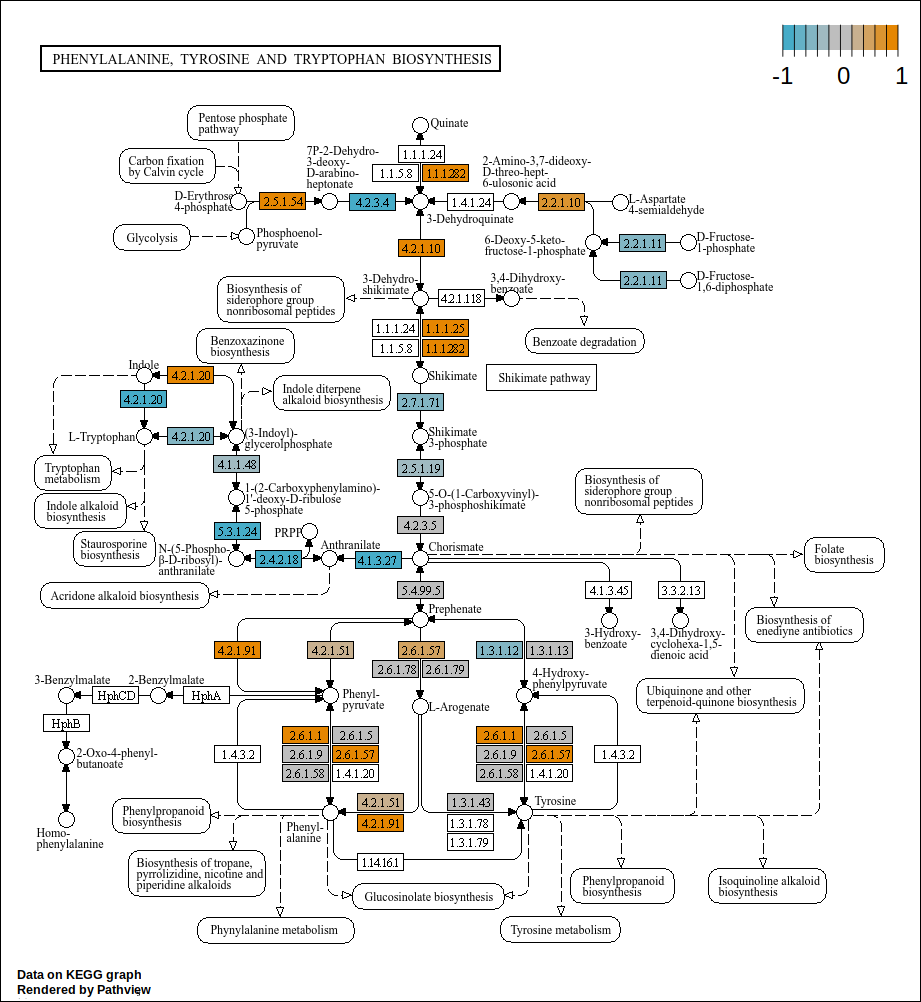 PHENYLALANINE, TYROSINE AND TRYPTOPHAN BIOSYNTHESIS
-1 0 1
Pentose phosphate
pathway
Quinate
Carbon fixation
by Calvin cycle
7P-2-Dehydro-
3-deoxy-
D-arabino-
heptonate
1.1.1.24
1.1.5.8
1.1.1.282
2-Amino-3,7-dideoxy-
D-threo-hept-
6-ulosonic acid
D-Erythrose
4-phosphate
2.5.1.54
4.2.3.4
1.4.1.24
2.2.1.10
L-Aspartate
4-semialdehyde
3-Dehydroquinate
Glycolysis
Phosphoenol-
pyruvate
4.2.1.10
6-Deoxy-5-keto-
fructose-1-phosphate
2.2.1.11
D-Fructose-
1-phosphate
2.2.1.11
D-Fructose-
1,6-diphosphate
Biosynthesis of
siderophore group
nonribosomal peptides
3-Dehydro-
shikimate
4.2.1.118
3,4-Dihydroxy-
benzoate
1.1.1.24
1.1.1.25
1.1.5.8
1.1.1.282
Benzoate degradation
Benzoxazinone
biosynthesis
Indole
4.2.1.20
Shikimate
Shikimate pathway
4.2.1.20
Indole diterpene
alkaloid biosynthesis
2.7.1.71
L-Tryptophan
4.2.1.20
(3-Indoyl)-
glycerolphosphate
Shikimate
3-phosphate
Tryptophan
metabolism
4.1.1.48
2.5.1.19
Indole alkaloid
biosynthesis
1-(2-Carboxyphenylamino)-
1'-deoxy-D-ribulose
5-phosphate
5-O-(1-Carboxyvinyl)-
3-phosphoshikimate
Biosynthesis of
siderophore group
nonribosomal peptides
5.3.1.24
PRPP
4.2.3.5
Staurosporine
biosynthesis
N-(5-Phospho-
β-D-ribosyl)-
anthranilate
2.4.2.18
Anthranilate
4.1.3.27
Chorismate
Folate
biosynthesis
Acridone alkaloid biosynthesis
5.4.99.5
4.1.3.45
3.3.2.13
Prephenate
3-Hydroxy-
benzoate
3,4-Dihydroxy-
cyclohexa-1,5-
dienoic acid
Biosynthesis of
enediyne antibiotics
4.2.1.91
4.2.1.51
2.6.1.57
1.3.1.12
1.3.1.13
2.6.1.78
2.6.1.79
3-Benzylmalate
2-Benzylmalate
HphCD
HphA
Phenyl-
pyruvate
4-Hydroxy-
phenylpyruvate
L-Arogenate
Ubiquinone and other
terpenoid-quinone biosynthesis
HphB
2-Oxo-4-phenyl-
butanoate
1.4.3.2
2.6.1.1
2.6.1.5
2.6.1.9
2.6.1.57
2.6.1.58
1.4.1.20
2.6.1.1
2.6.1.5
2.6.1.9
2.6.1.57
2.6.1.58
1.4.1.20
1.4.3.2
Phenylpropanoid
biosynthesis
4.2.1.51
4.2.1.91
1.3.1.43
1.3.1.78
1.3.1.79
Tyrosine
Homo-
phenylalanine
Phenyl-
alanine
1.14.16.1
Biosynthesis of tropane,
pyrrolizidine, nicotine and
piperidine alkaloids
Glucosinolate biosynthesis
Phenylpropanoid
biosynthesis
Isoquinoline alkaloid
biosynthesis
Phynylalanine metabolism
Tyrosine metabolism
Data on KEGG graph
Rendered by Pathview